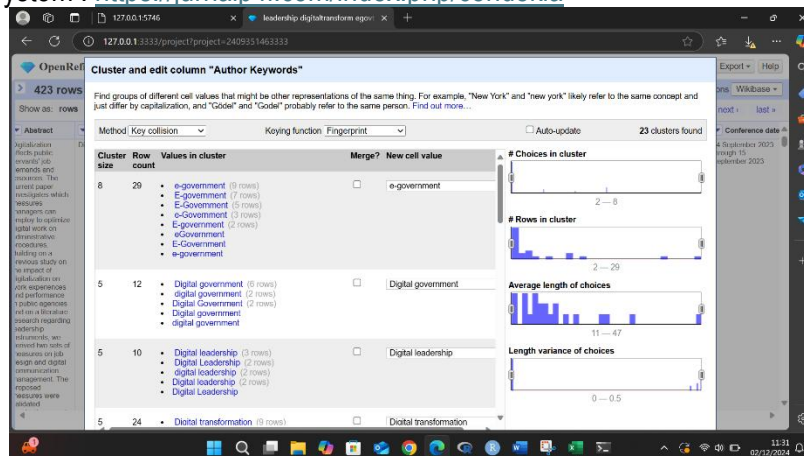 127.0.0.1:5746
leadership digitaltransform egovt
127.0.0.1:3333/project?project=2409351463333
OpenRefi
Cluster and edit column "Author Keywords"
Export
Help
423 rows
Find groups of different cell values that might be other representations of the same thing. For example, "New York" and "new york" likely refer to the same concept and
just differ by capitalization, and "Gödel" and "Godel" probably refer to the same person. Find out more…
ons Wikibase
Show as: rows
next › last »
Abstract
Method Key collision
Keying function Fingerprint
Auto-update
23 clusters found
Conference date
Cluster size
Row count
Values in cluster
Merge?
New cell value
# Choices in cluster
2 — 8
8
29
e-government (9 rows)
E-government (7 rows)
E-Government (5 rows)
e-Government (3 rows)
E-government (2 rows)
eGovernment
E-Government
e-government
e-government
# Rows in cluster
2 — 29
5
12
Digital government (6 rows)
digital government (2 rows)
Digital Government (2 rows)
Digital government
digital government
Digital government
Average length of choices
11 — 47
5
10
Digital leadership (3 rows)
Digital Leadership (2 rows)
digital leadership (2 rows)
Digital leadership (2 rows)
Digital Leadership
Digital leadership
Length variance of choices
0 — 0.5
5
24
Digital transformation (9 rows)
Digital transformation
11:31
02/12/2024